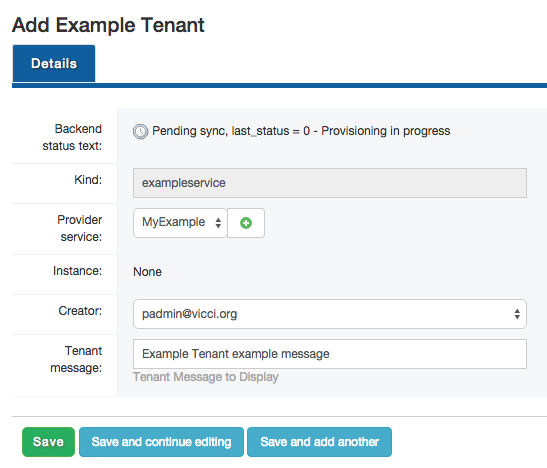 Add Example Tenant
Details
Backend
status text:
Pending sync, last_status = 0 - Provisioning in progress
Kind:
exampleservice
Provider
service:
MyExample
Instance:
None
Creator:
padmin@vicci.org
Tenant
message:
Example Tenant example message
Tenant Message to Display
Save
Save and continue editing
Save and add another